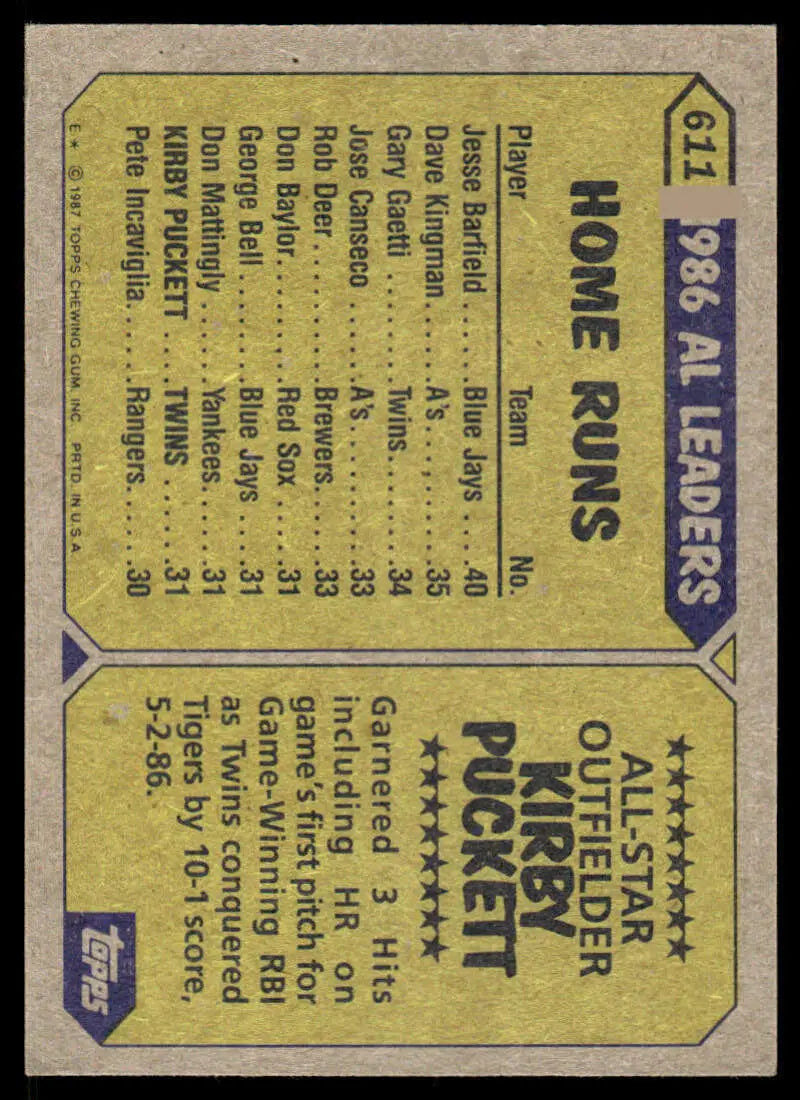 611
986 AL LEADERS
HOME RUNS
Player Team No.
Jesse Barfield......Blue Jays ....40
Dave Kingman......A's...,......35
Gary Gaetti .......Twins........34
Jose Canseco ......A's..........33
Rob Deer.........Brewers......33
Don Baylor........Red Sox .....31
George Bell ........Blue Jays ....31
Don Mattingly ......Yankees......31
KIRBY PUCKETT ....TWINS ......31
Pete Incaviglia......Rangers......30
E* © 1987 TOPPS CHEWING GUM, INC. PRTD. IN U.S.A.
ALL-STAR
OUTFIELDER
KIRBY
PUCKETT
Garnered 3 Hits
including HR on
game's first pitch for
Game-Winning RBI
as Twins conquered
Tigers by 10-1 score,
5-2-86.
topps